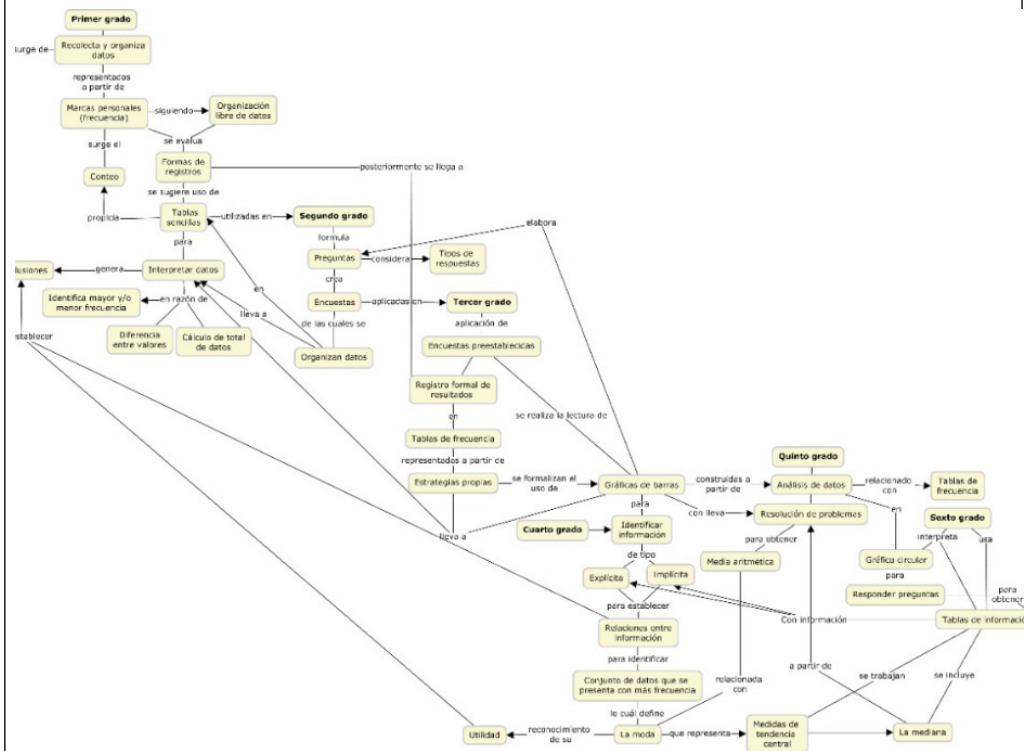 Primer grado
urge de
Recolecta y organiza
datos
representados
a partir de
Marcas personales
(frecuencia)
siguiendo
Organización
libre de datos
surge el
se evalua
Conteo
Formas de
registros
posteriormente se llega a
se sugiere uso de
propicia
Tablas
sencillas
utilizadas en
Segundo grado
elabora
para
formula
Preguntas
considera
Tipos de
respuestas
lusiones
genera
Interpretar datos
crea
Identifica mayor y/o
menor frecuencia
en razón de
en
lleva a
Encuestas
aplicadas en
Tercer grado
de las cuales se
aplicación de
stablecer
Diferencia
entre valores
Cálculo de total
de datos
Organizan datos
Encuestas preestablecidas
Registro formal de
resultados
en
se realiza la lectura de
Tablas de frecuencia
representadas a partir de
Quinto grado
Estrategias propias
se formalizan el
uso de
Gráficas de barras
construidas a
partir de
Análisis de datos
relacionado
con
Tablas de
frecuencia
para
con lleva
Resolución de problemas
en
Sexto grado
lleva a
Cuarto grado
Identificar
información
para obtener
interpreta
usa
de tipo
Media aritmética
Gráfica circular
Explícita
Implícita
para
Responder preguntas
para
obtener
para establecer
Con información
Tablas de informació
Relaciones entre
información
para identificar
a partir de
se trabajan
se incluye
Conjunto de datos que se
presenta con más frecuencia
relacionada
con
le cuál define
Utilidad
reconocimiento
de su
La moda
que representa
Medidas de
tendencia
central
La mediana